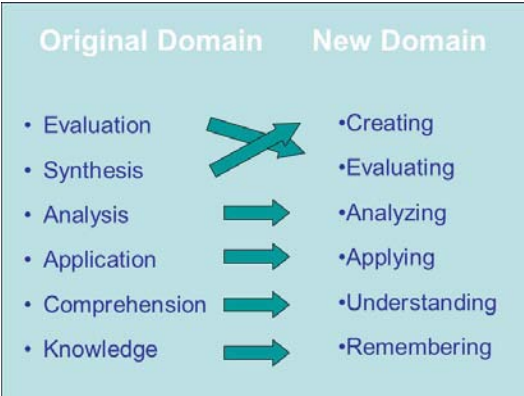 Original Domain New Domain
• Evaluation •Creating
• Synthesis •Evaluating
• Analysis •Analyzing
• Application •Applying
• Comprehension •Understanding
• Knowledge •Remembering